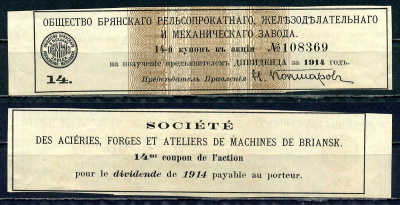 ОБЩЕСТВО БРЯНСКАГО РЕЛЬСОПРОКАТНАГО, ЖЕЛѢЗОДѢЛАТЕЛЬНАГО
И МЕХАНИЧЕСКАГО ЗАВОДА.
14-й купонъ къ акціи №108369
на полученіе предъявителемъ ДИВИДЕНДА за 1914 годъ.
14. Предсѣдатель Правленія
SOCIÉTÉ
DES ACIÉRIES, FORGES ET ATELIERS DE MACHINES DE BRIANSK.
14me coupon de l'action
pour le dividende de 1914 payable au porteur.